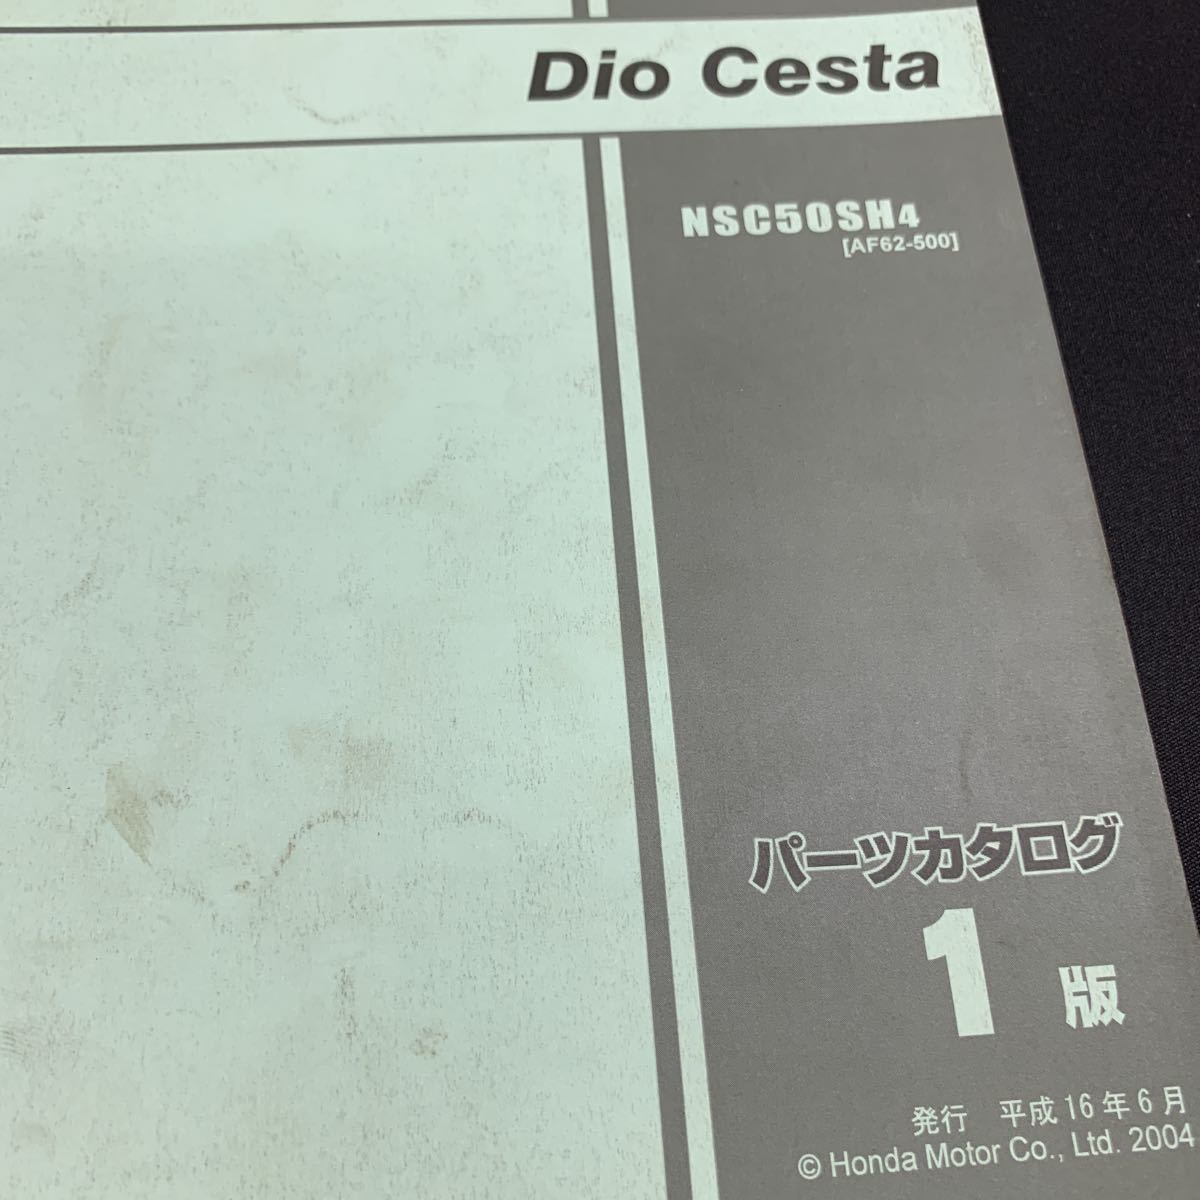 Dio Cesta
NSC50SH4
[AF62-500]
パーツカタログ
1 版
発行 平成16年6月
© Honda Motor Co., Ltd. 2004